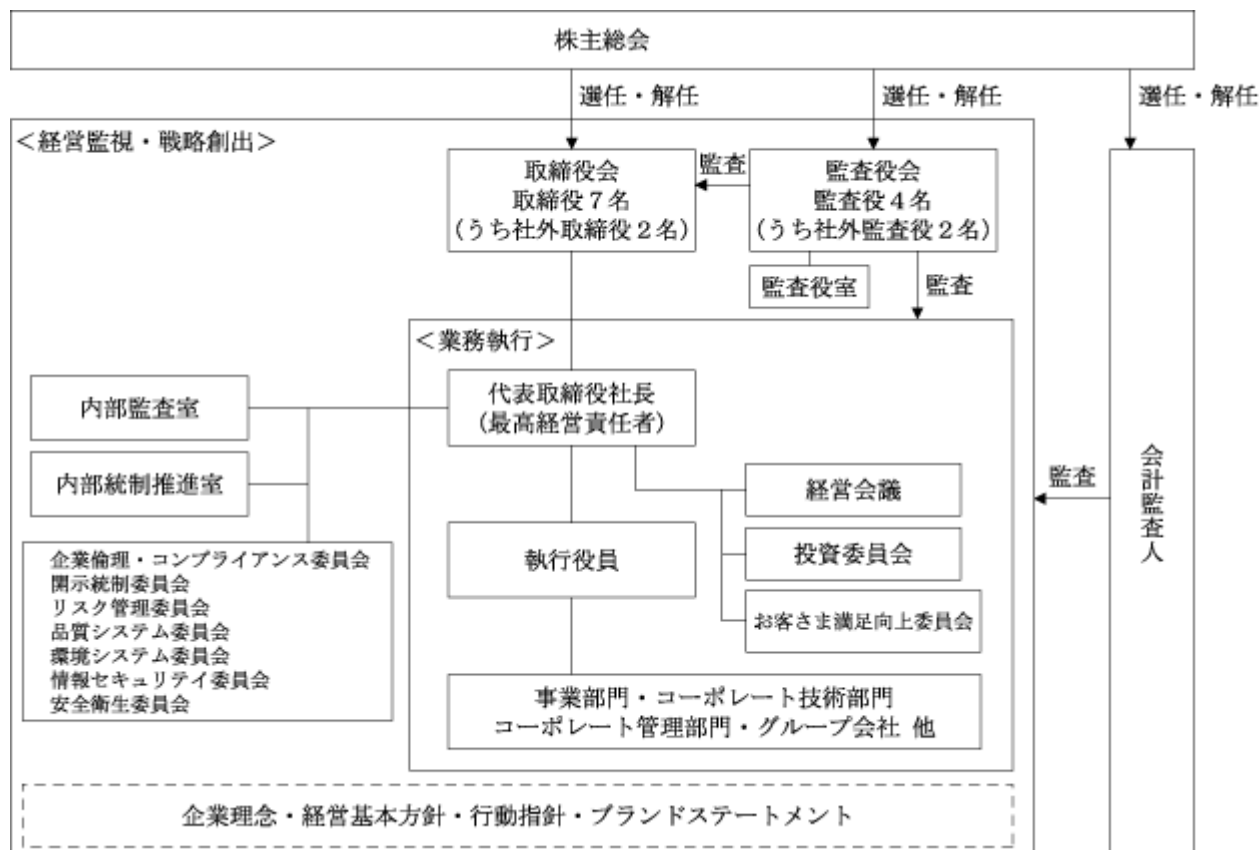 株主総会
選任・解任
選任・解任
選任・解任
＜経営監視・戦略創出＞
取締役会
取締役７名
(うち社外取締役２名)
監査
監査役会
監査役４名
(うち社外監査役２名)
監査役室
監査
＜業務執行＞
代表取締役社長
(最高経営責任者)
内部監査室
内部統制推進室
企業倫理・コンプライアンス委員会
開示統制委員会
リスク管理委員会
品質システム委員会
環境システム委員会
情報セキュリテイ委員会
安全衛生委員会
経営会議
投資委員会
お客さま満足向上委員会
執行役員
事業部門・コーポレート技術部門
コーポレート管理部門・グループ会社 他
監査
会計監査人
企業理念・経営基本方針・行動指針・ブランドステートメント